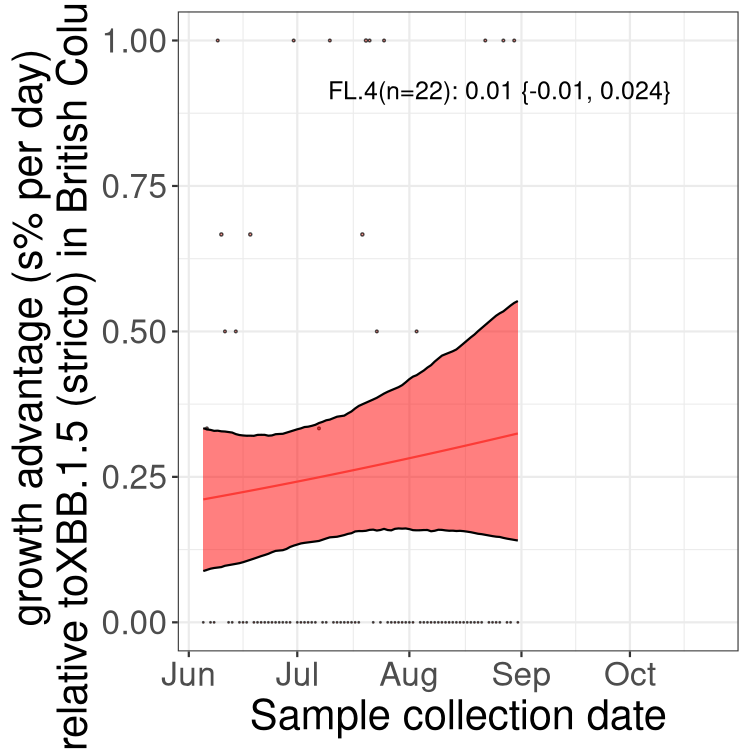 growth advantage (s% per day)
relative toXBB.1.5 (stricto) in British Colu
1.00
0.75
0.50
0.25
0.00
FL.4(n=22): 0.01 {-0.01, 0.024}
Jun Jul Aug Sep Oct
Sample collection date